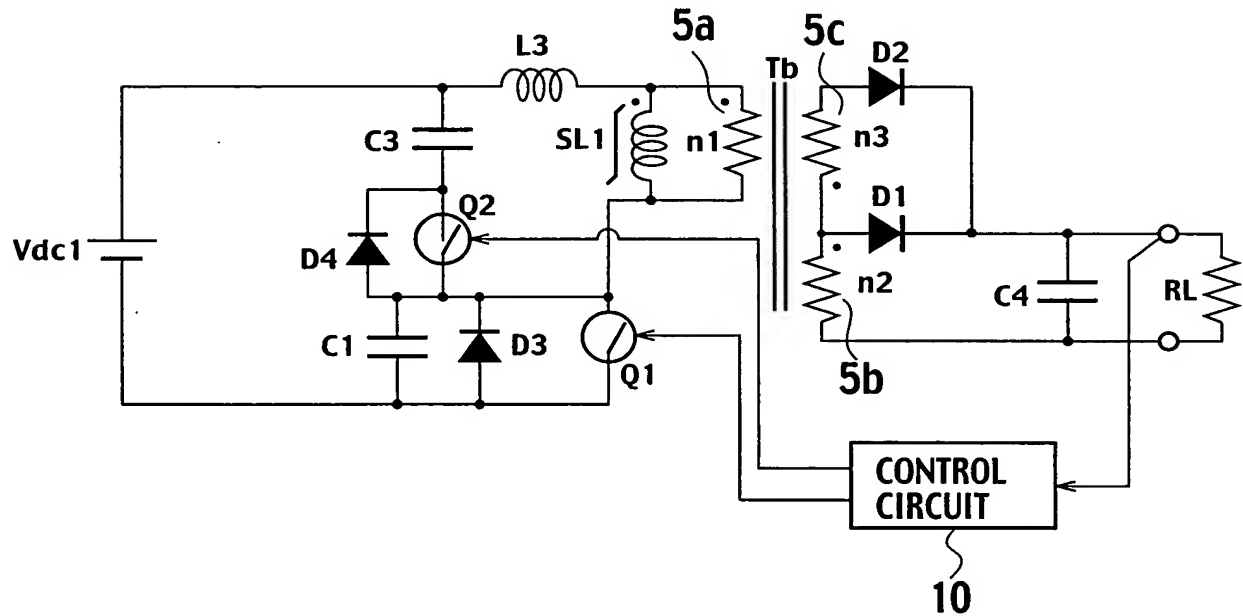 5a
5c
D2
L3
Tb
SL1
n1
n3
C3
Q2
D1
Vdc1
D4
n2
C4
RL
C1
D3
Q1
5b
CONTROL
CIRCUIT
10